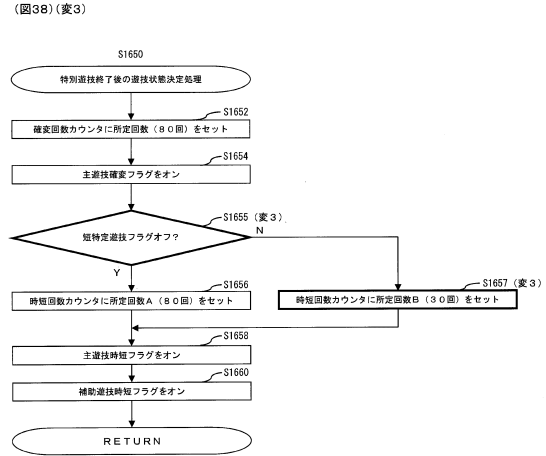 (図38)(変3)
S1650
特別遊技終了後の遊技状態決定処理
S1652
確変回数カウンタに所定回数(80回)をセット
S1654
主遊技確変フラグをオン
S1655(変3)
短特定遊技フラグオフ?
N
Y
S1656
時短回数カウンタに所定回数A(80回)をセット
S1657(変3)
時短回数カウンタに所定回数B(30回)をセット
S1658
主遊技時短フラグをオン
S1660
補助遊技時短フラグをオン
RETURN